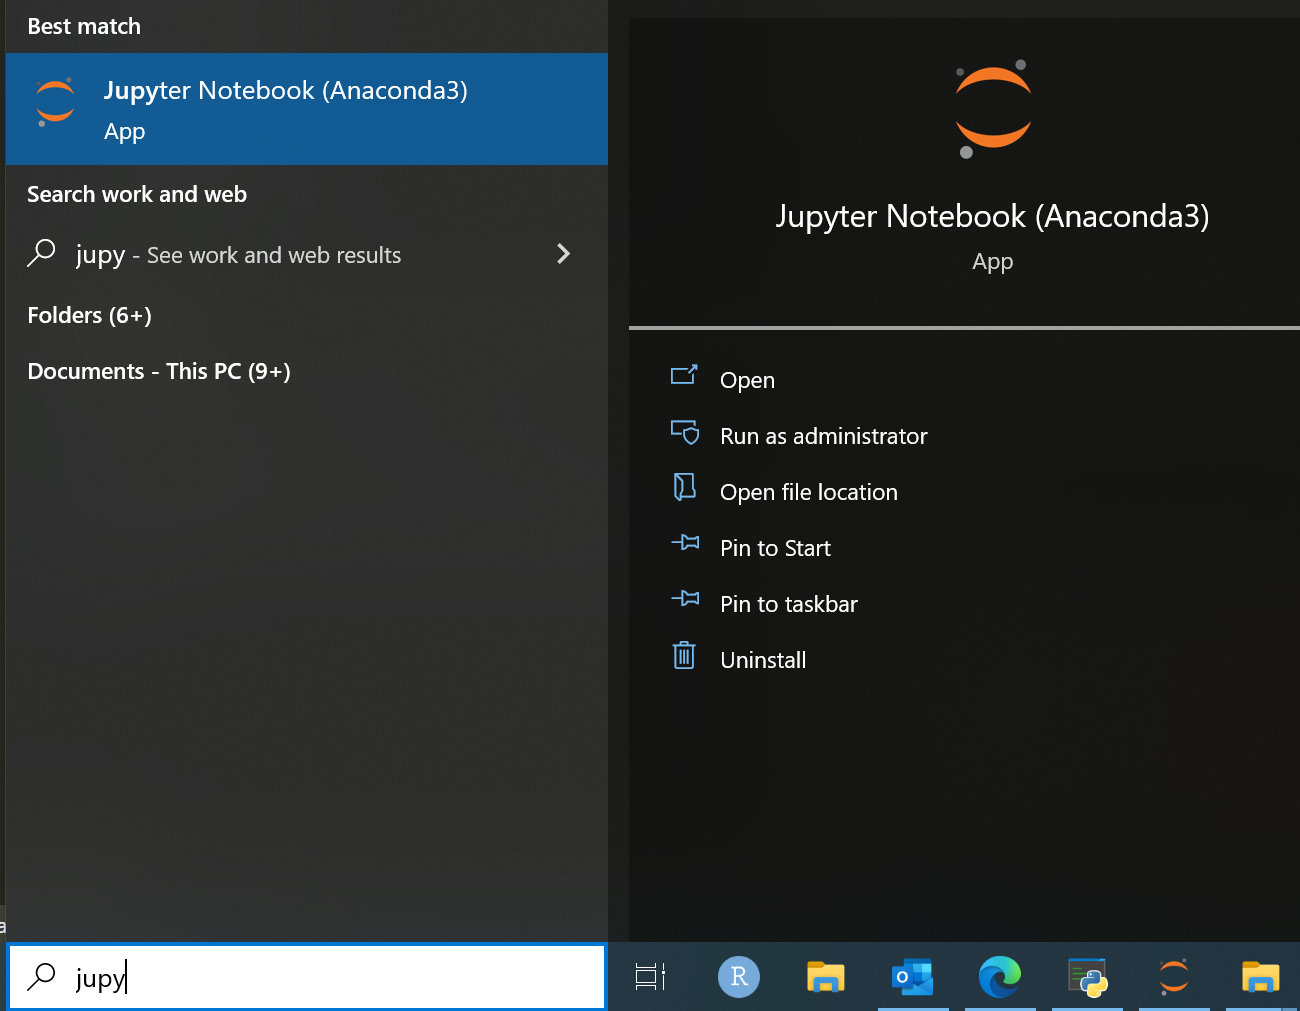 Best match
Jupyter Notebook (Anaconda3)
App
Search work and web
jupy - See work and web results
Folders (6+)
Documents - This PC (9+)
Jupyter Notebook (Anaconda3)
App
Open
Run as administrator
Open file location
Pin to Start
Pin to taskbar
Uninstall
a
jupy
R
O